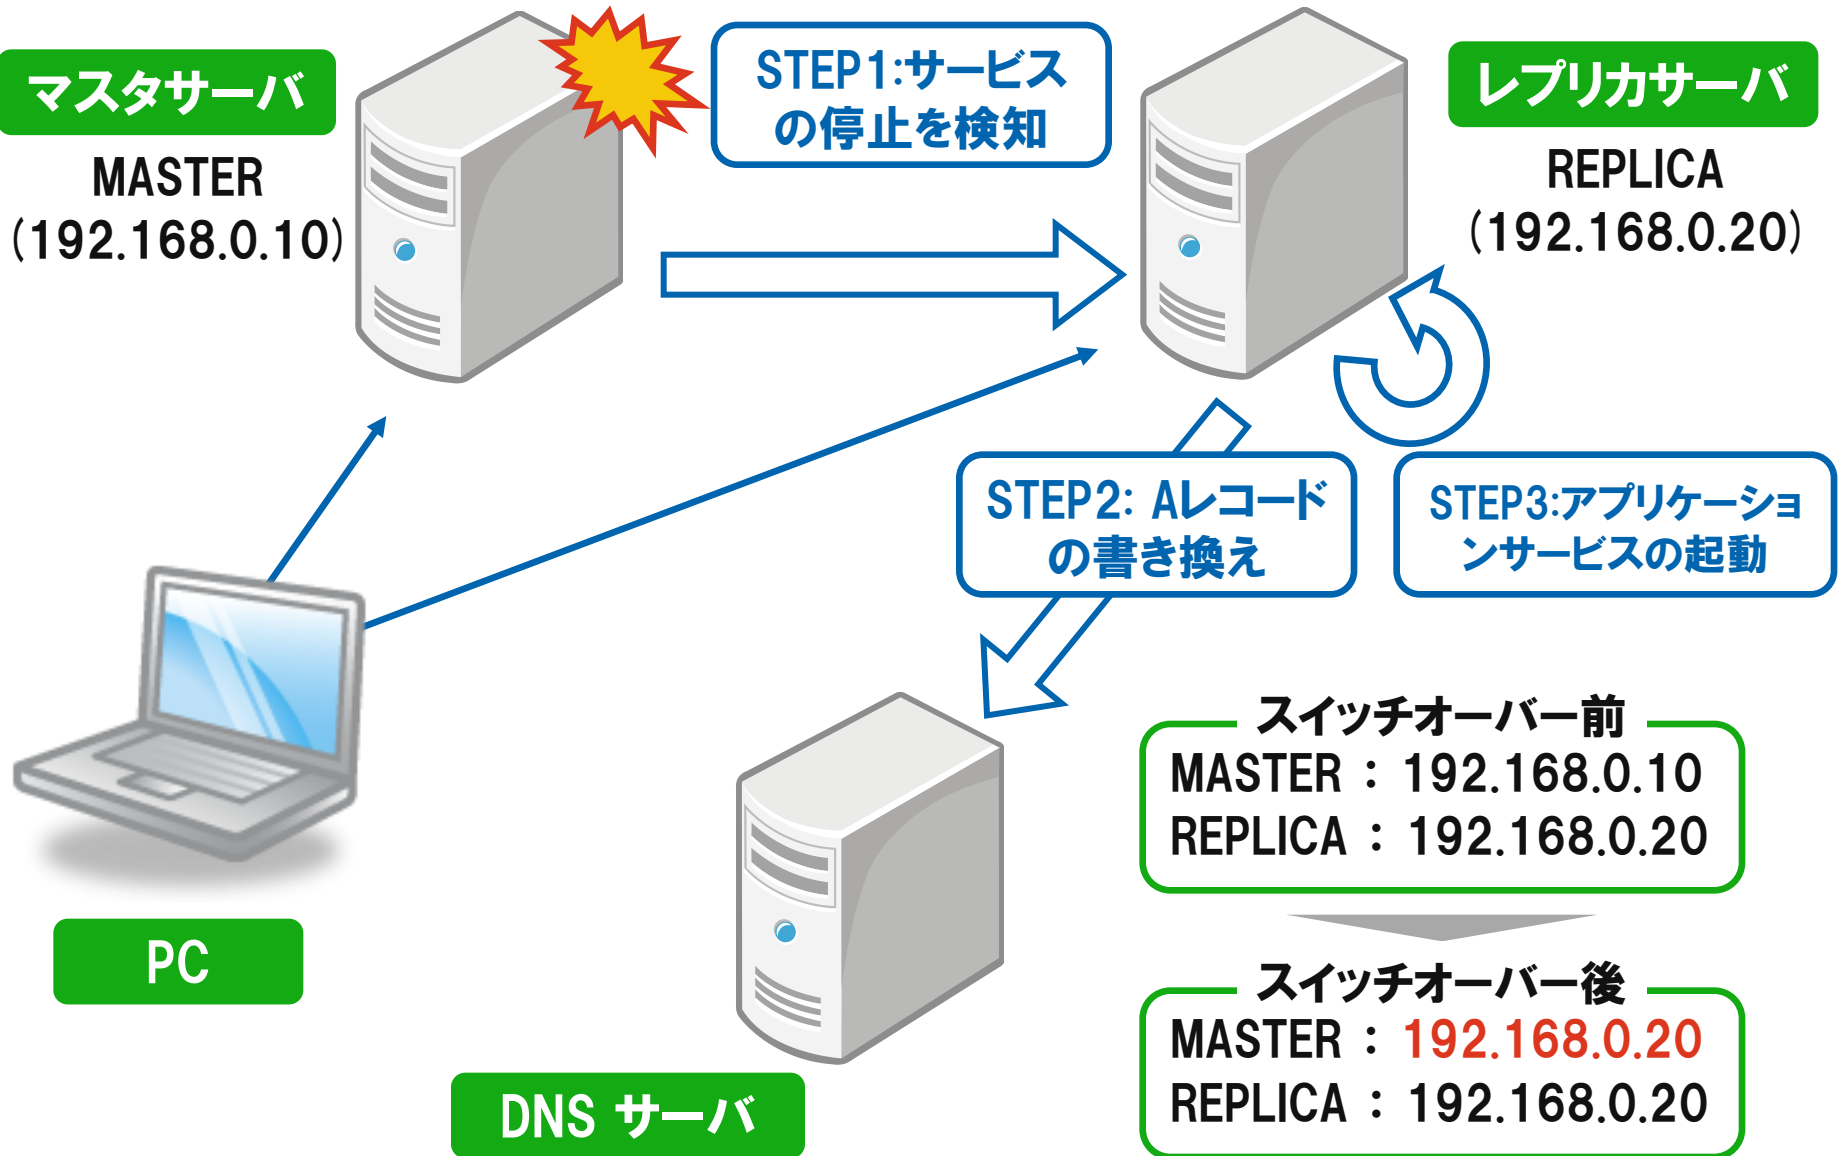 マスタサーバ
MASTER
(192.168.0.10)
STEP1:サービス
の停止を検知
レプリカサーバ
REPLICA
(192.168.0.20)
STEP2: Aレコード
の書き換え
STEP3:アプリケーショ
ンサービスの起動
PC
DNS サーバ
スイッチオーバー前
MASTER : 192.168.0.10
REPLICA : 192.168.0.20
スイッチオーバー後
MASTER : 192.168.0.20
REPLICA : 192.168.0.20